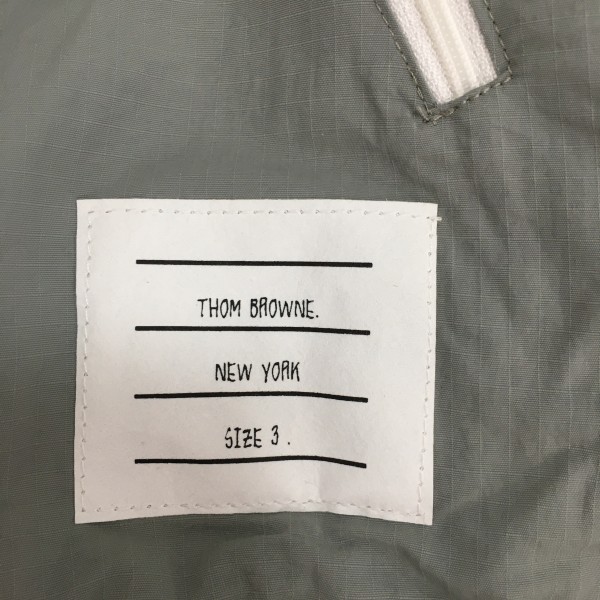 THOM BROWNE.
NEW YORK
SIZE 3 .